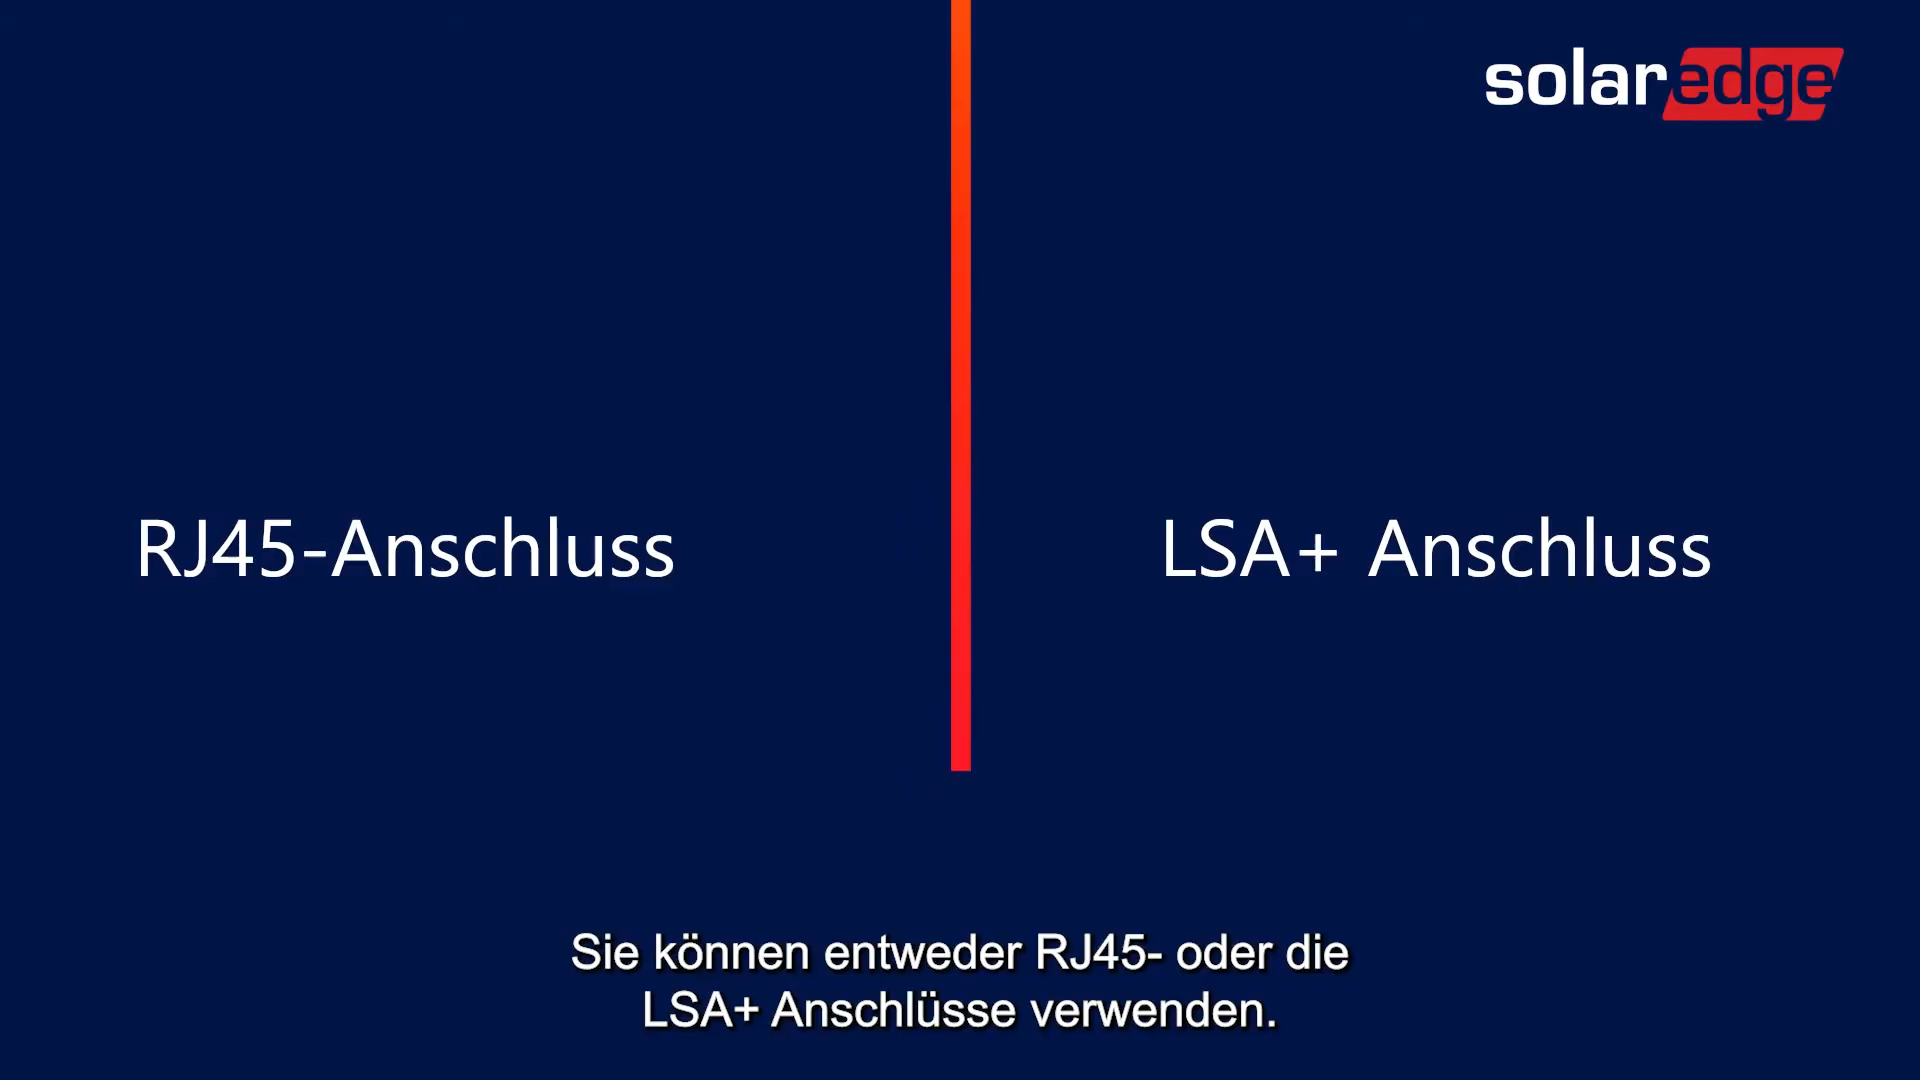 solaredge
RJ45-Anschluss
LSA+ Anschluss
Sie können entweder RJ45- oder die
LSA+ Anschlüsse verwenden.